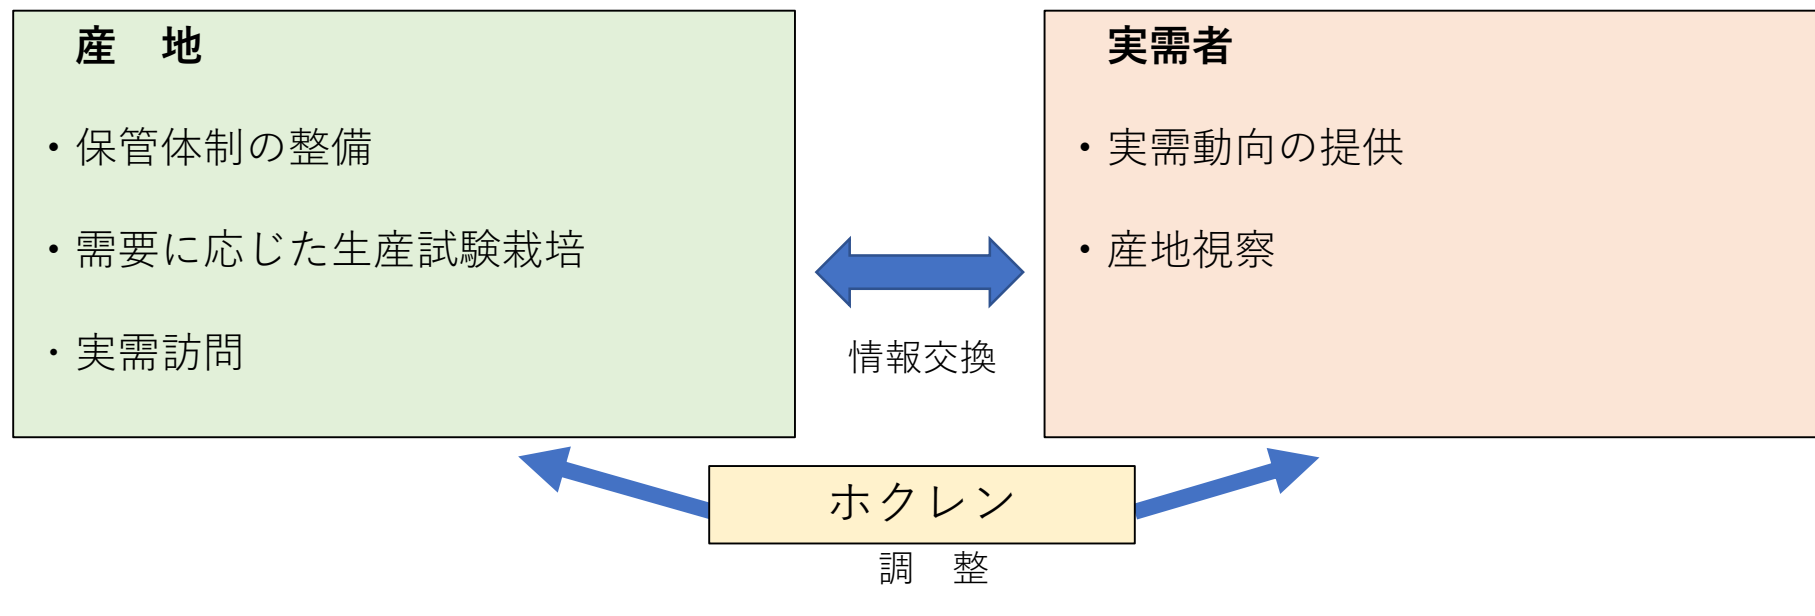 産　地
・保管体制の整備
・需要に応じた生産試験栽培
・実需訪問
実需者
・実需動向の提供
・産地視察
情報交換
ホクレン
調　整